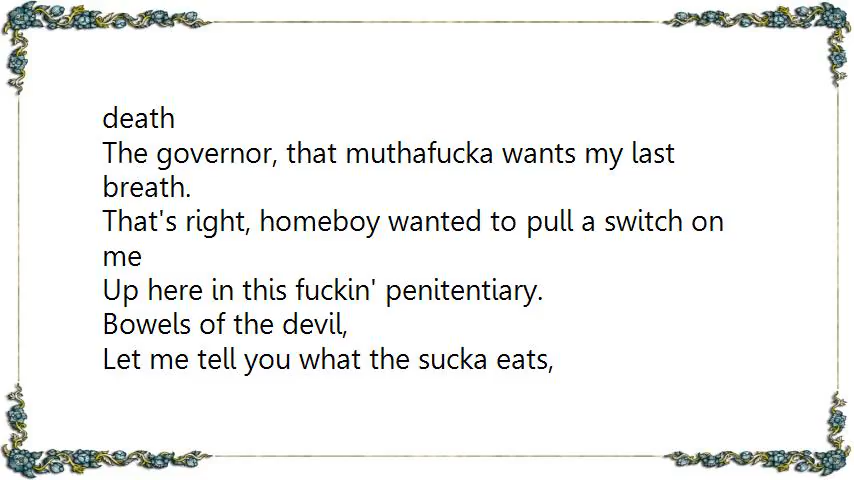 death
The governor, that muthafucka wants my last
breath.
That's right, homeboy wanted to pull a switch on
me
Up here in this fuckin' penitentiary.
Bowels of the devil,
Let me tell you what the sucka eats,